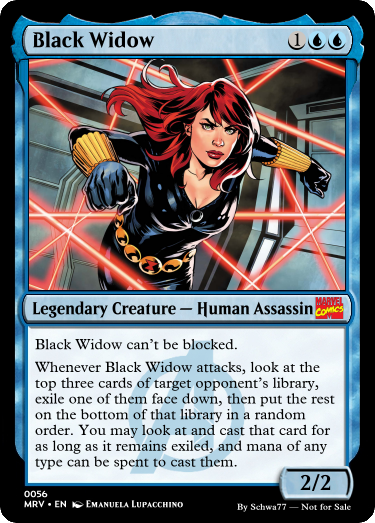 Black Widow 1
MARVEL
COMICS
Legendary Creature — Human Assassin
Black Widow can't be blocked.
Whenever Black Widow attacks, look at the
top three cards of target opponent's library,
exile one of them face down, then put the rest
on the bottom of that library in a random
order. You may look at and cast that card for
as long as it remains exiled, and mana of any
type can be spent to cast them.
2/2
0056
MRV • EN Emanuela Lupacchino
By Schwa77 — Not for Sale